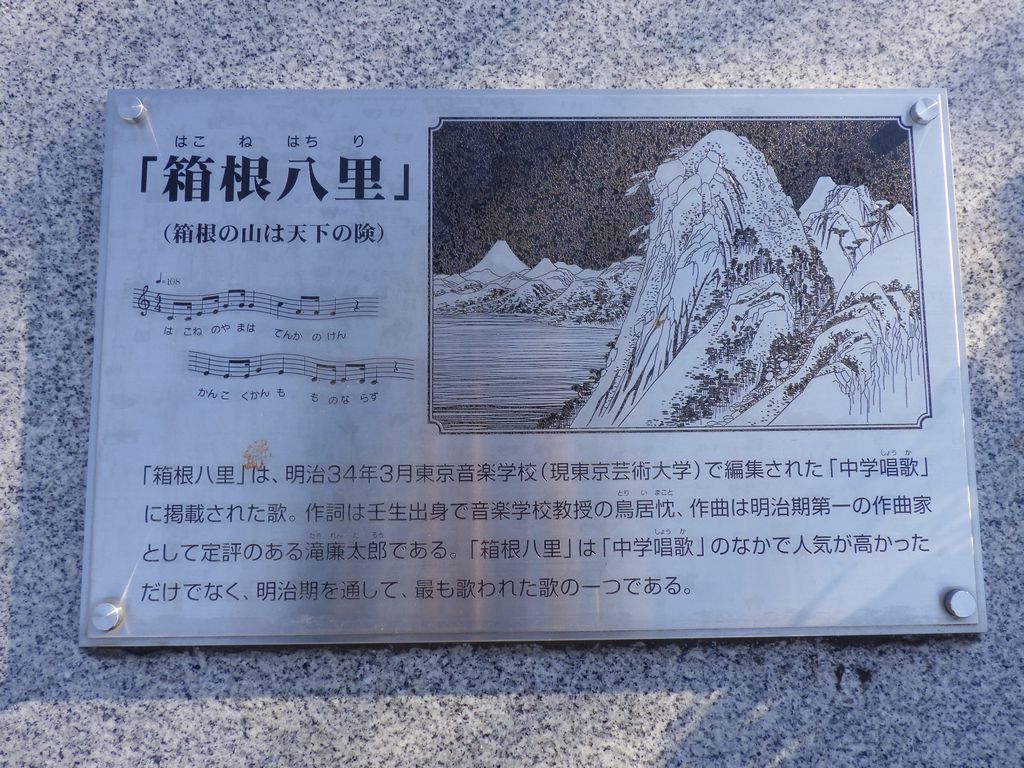 はこ ね はち り
「箱根八里」
（箱根の山は天下の険）
♩=108
は こね のや まは てんか の けん
かんこ くかん も も のな らず
「箱根八里」は、明治34年3月東京音楽学校（現東京芸術大学）で編集された「中学唱歌」
に掲載された歌。作詞は壬生出身で音楽学校教授の鳥居忱、作曲は明治期第一の作曲家
として定評のある滝廉太郎である。「箱根八里」は「中学唱歌」のなかで人気が高かった
だけでなく、明治期を通して、最も歌われた歌の一つである。